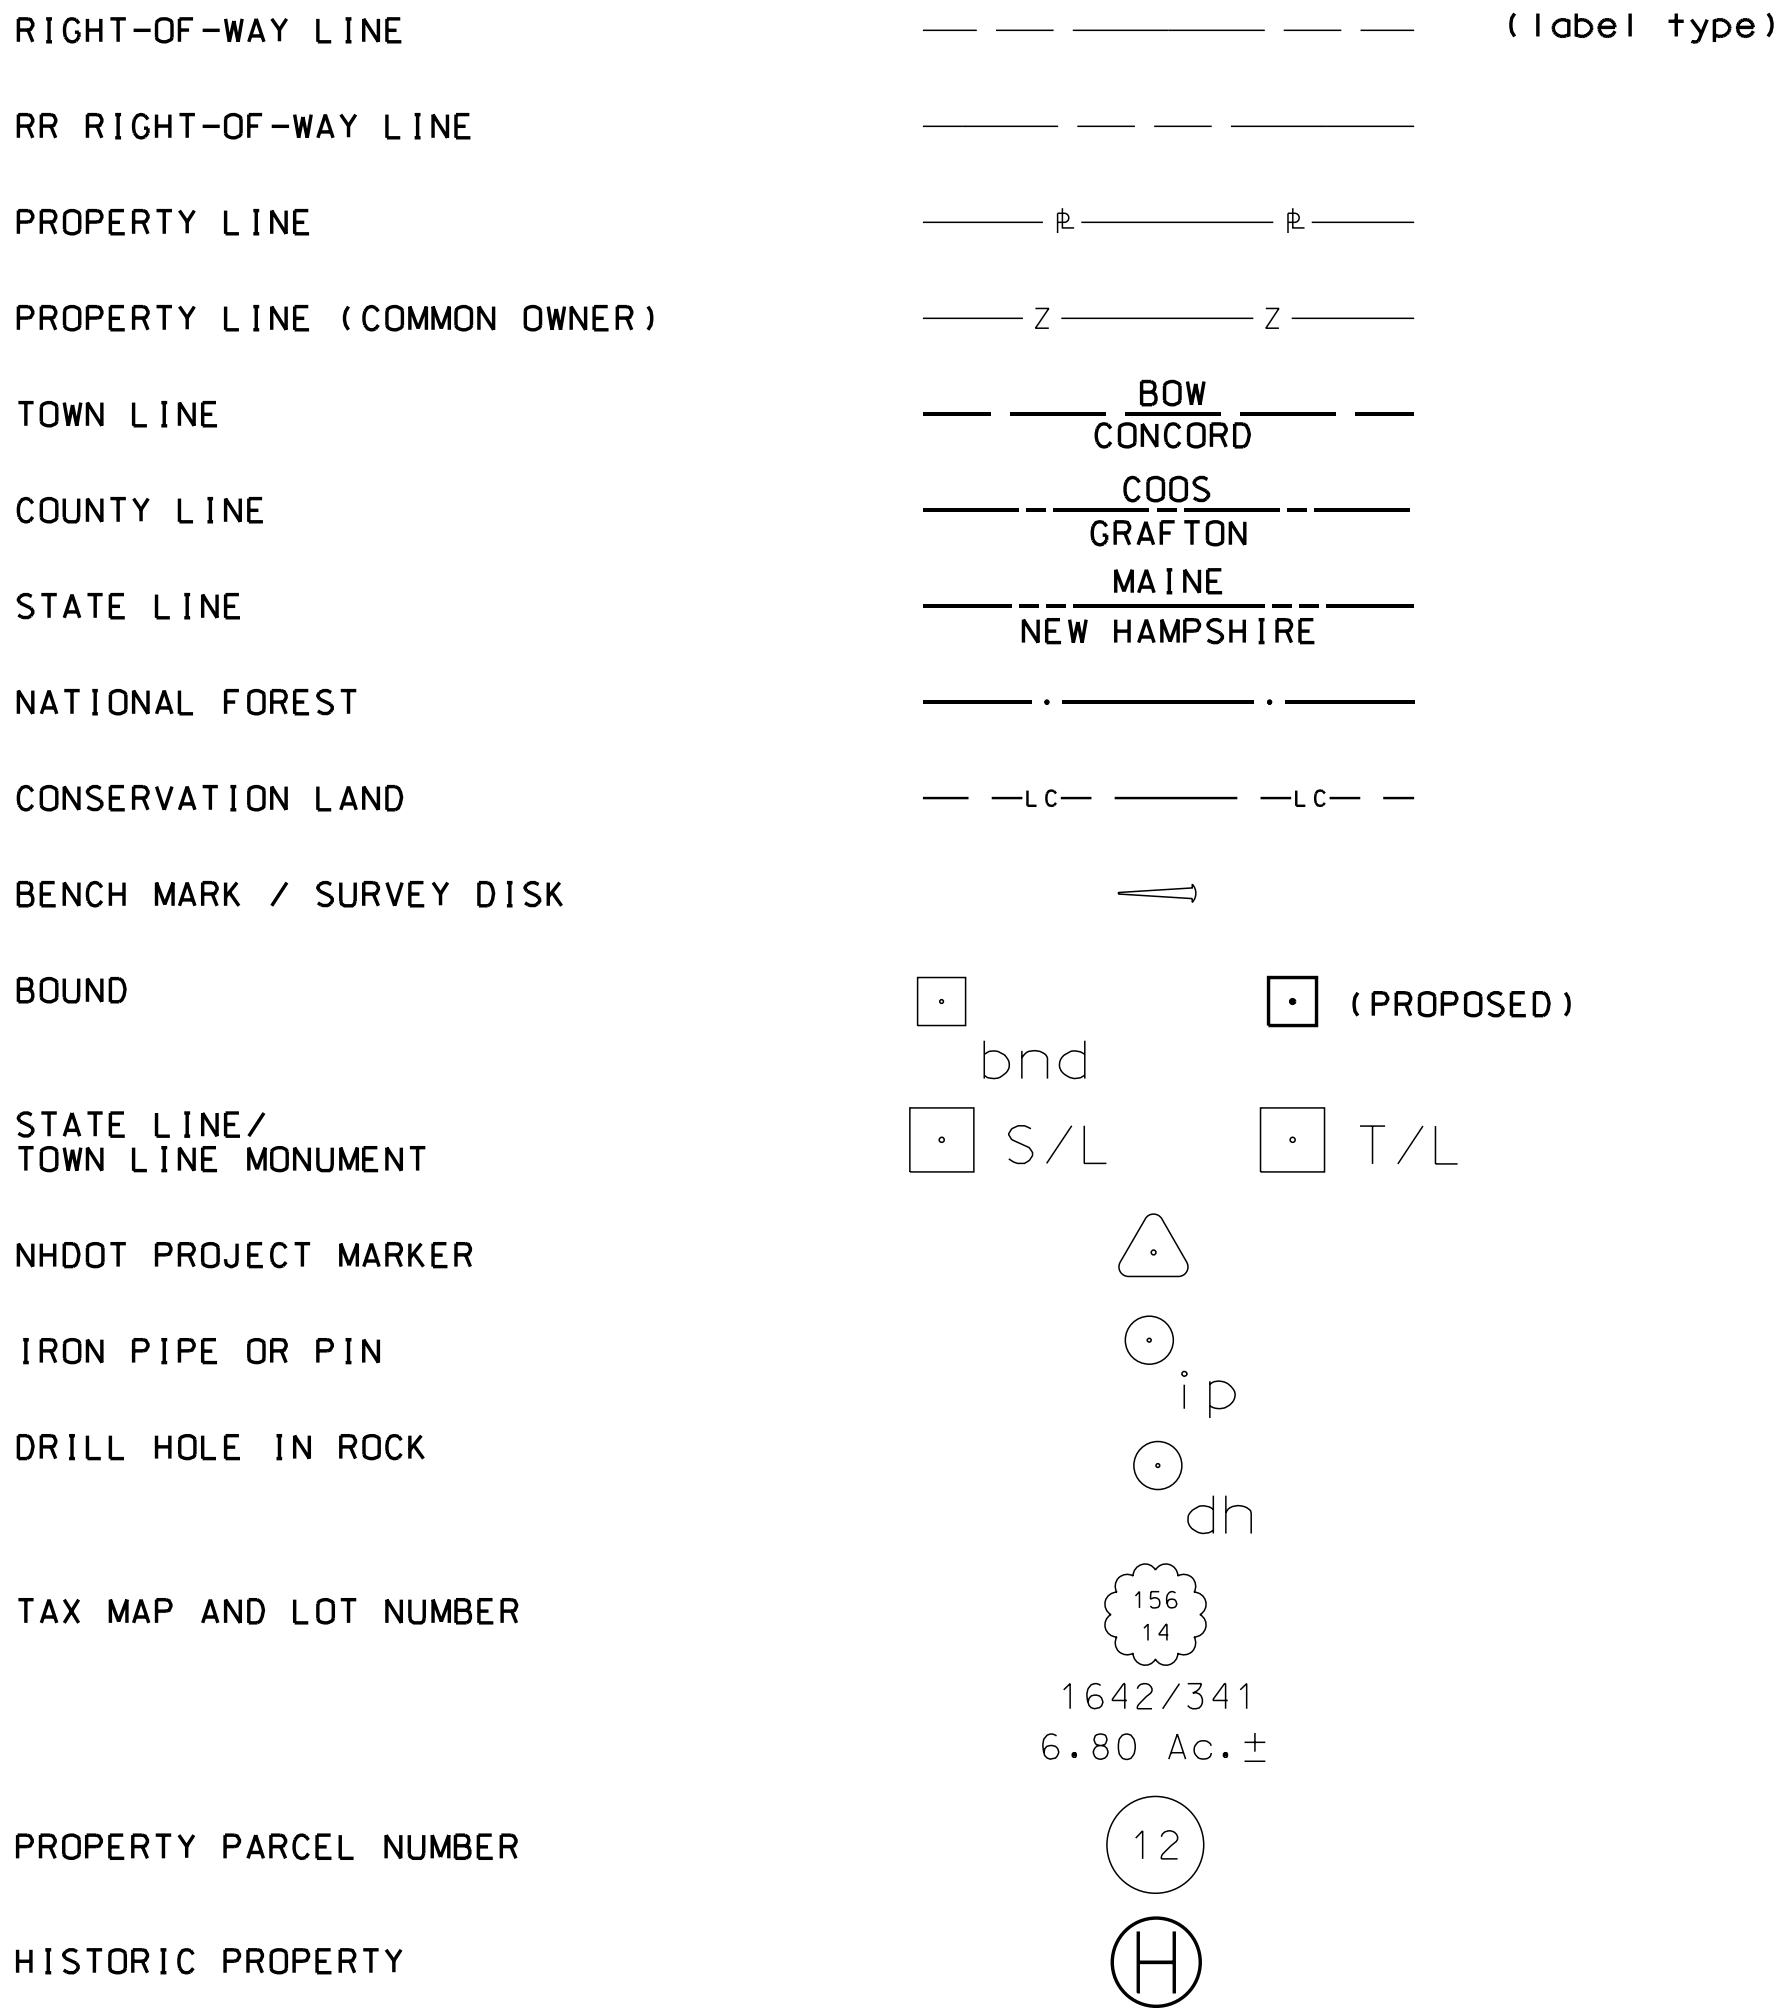 RIGHT-OF-WAY LINE (label type)
RR RIGHT-OF-WAY LINE
PROPERTY LINE ⅊ ⅊
PROPERTY LINE (COMMON OWNER) Z Z
TOWN LINE
BOW
CONCORD
COUNTY LINE
COOS
GRAFTON
STATE LINE
MAINE
NEW HAMPSHIRE
NATIONAL FOREST
CONSERVATION LAND LC LC
BENCH MARK / SURVEY DISK
BOUND (PROPOSED)
bnd
STATE LINE/
TOWN LINE MONUMENT
S/L T/L
NHDOT PROJECT MARKER
IRON PIPE OR PIN
ip
DRILL HOLE IN ROCK
dh
TAX MAP AND LOT NUMBER
156
14
1642/341
6.80 Ac.±
PROPERTY PARCEL NUMBER 12
HISTORIC PROPERTY H